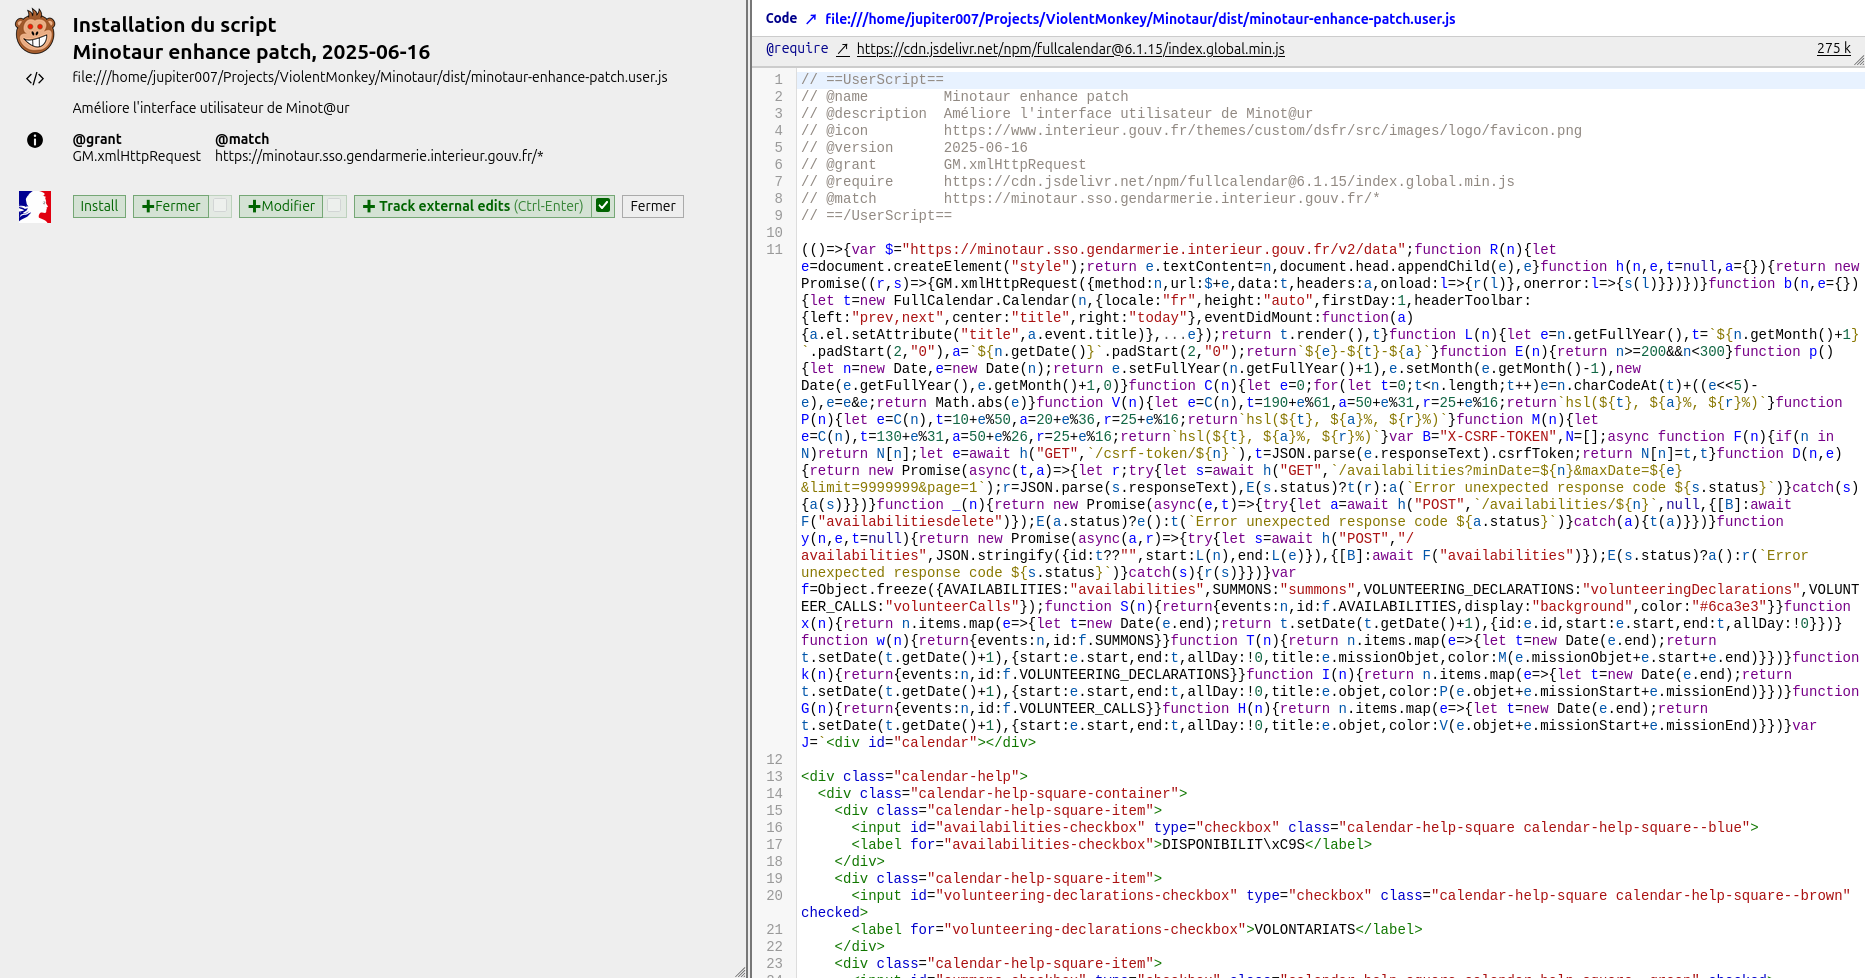 Installation du script
Minotaur enhance patch, 2025-06-16
</> file:///home/jupiter007/Projects/ViolentMonkey/Minotaur/dist/minotaur-enhance-patch.user.js
Améliore l'interface utilisateur de Minot@ur
@grant @match
GM.xmlHttpRequest https://minotaur.sso.gendarmerie.interieur.gouv.fr/*
Install +Fermer +Modifier + Track external edits (Ctrl-Enter) Fermer
Code ↗ file:///home/jupiter007/Projects/ViolentMonkey/Minotaur/dist/minotaur-enhance-patch.user.js
@require ↗ https://cdn.jsdelivr.net/npm/fullcalendar@6.1.15/index.global.min.js 275 k
1 // ==UserScript==
2 // @name         Minotaur enhance patch
3 // @description  Améliore l'interface utilisateur de Minot@ur
4 // @icon         https://www.interieur.gouv.fr/themes/custom/dsfr/src/images/logo/favicon.png
5 // @version      2025-06-16
6 // @grant        GM.xmlHttpRequest
7 // @require      https://cdn.jsdelivr.net/npm/fullcalendar@6.1.15/index.global.min.js
8 // @match        https://minotaur.sso.gendarmerie.interieur.gouv.fr/*
9 // ==/UserScript==
10
11 (()=>{var $="https://minotaur.sso.gendarmerie.interieur.gouv.fr/v2/data";function R(n){let
e=document.createElement("style");return e.textContent=n,document.head.appendChild(e),e}function h(n,e,t=null,a={}){return new
Promise((r,s)=>{GM.xmlHttpRequest({method:n,url:$+e,data:t,headers:a,onload:l=>{r(l)},onerror:l=>{s(l)}})})}function b(n,e={})
{let t=new FullCalendar.Calendar(n,{locale:"fr",height:"auto",firstDay:1,headerToolbar:
{left:"prev,next",center:"title",right:"today"},eventDidMount:function(a)
{a.el.setAttribute("title",a.event.title)},...e});return t.render(),t}function L(n){let e=n.getFullYear(),t=`${n.getMonth()+1}
`.padStart(2,"0"),a=`${n.getDate()}`.padStart(2,"0");return`${e}-${t}-${a}`}function E(n){return n>=200&&n<300}function p()
{let n=new Date,e=new Date(n);return e.setFullYear(n.getFullYear()+1),e.setMonth(e.getMonth()-1),new
Date(e.getFullYear(),e.getMonth()+1,0)}function C(n){let e=0;for(let t=0;t<n.length;t++)e=n.charCodeAt(t)+((e<<5)-
e),e=e&e;return Math.abs(e)}function V(n){let e=C(n),t=190+e%61,a=50+e%31,r=25+e%16;return`hsl(${t}, ${a}%, ${r}%)`}function
P(n){let e=C(n),t=10+e%50,a=20+e%36,r=25+e%16;return`hsl(${t}, ${a}%, ${r}%)`}function M(n){let
e=C(n),t=130+e%31,a=50+e%26,r=25+e%16;return`hsl(${t}, ${a}%, ${r}%)`}var B="X-CSRF-TOKEN",N=[];async function F(n){if(n in
N)return N[n];let e=await h("GET",`/csrf-token/${n}`),t=JSON.parse(e.responseText).csrfToken;return N[n]=t,t}function D(n,e)
{return new Promise(async(t,a)=>{let r;try{let s=await h("GET",`/availabilities?minDate=${n}&maxDate=${e}
&limit=9999999&page=1`);r=JSON.parse(s.responseText),E(s.status)?t(r):a(`Error unexpected response code ${s.status}`)}catch(s)
{a(s)}})}function _(n){return new Promise(async(e,t)=>{try{let a=await h("POST",`/availabilities/${n}`,null,{[B]:await
F("availabilitiesdelete")});E(a.status)?e():t(`Error unexpected response code ${a.status}`)}catch(a){t(a)}})}function
y(n,e,t=null){return new Promise(async(a,r)=>{try{let s=await h("POST","/
availabilities",JSON.stringify({id:t??"",start:L(n),end:L(e)}),{[B]:await F("availabilities")});E(s.status)?a():r(`Error
unexpected response code ${s.status}`)}catch(s){r(s)}})}var
f=Object.freeze({AVAILABILITIES:"availabilities",SUMMONS:"summons",VOLUNTEERING_DECLARATIONS:"volunteeringDeclarations",VOLUNT
EER_CALLS:"volunteerCalls"});function S(n){return{events:n,id:f.AVAILABILITIES,display:"background",color:"#6ca3e3"}}function
x(n){return n.items.map(e=>{let t=new Date(e.end);return t.setDate(t.getDate()+1),{id:e.id,start:e.start,end:t,allDay:!0}})}
function w(n){return{events:n,id:f.SUMMONS}}function T(n){return n.items.map(e=>{let t=new Date(e.end);return
t.setDate(t.getDate()+1),{start:e.start,end:t,allDay:!0,title:e.missionObjet,color:M(e.missionObjet+e.start+e.end)}})}function
k(n){return{events:n,id:f.VOLUNTEERING_DECLARATIONS}}function I(n){return n.items.map(e=>{let t=new Date(e.end);return
t.setDate(t.getDate()+1),{start:e.start,end:t,allDay:!0,title:e.objet,color:P(e.objet+e.missionStart+e.missionEnd)}})}function
G(n){return{events:n,id:f.VOLUNTEER_CALLS}}function H(n){return n.items.map(e=>{let t=new Date(e.end);return
t.setDate(t.getDate()+1),{start:e.start,end:t,allDay:!0,title:e.objet,color:V(e.objet+e.missionStart+e.missionEnd)}})}var
J=`<div id="calendar"></div>
12
13 <div class="calendar-help">
14   <div class="calendar-help-square-container">
15     <div class="calendar-help-square-item">
16       <input id="availabilities-checkbox" type="checkbox" class="calendar-help-square calendar-help-square--blue">
17       <label for="availabilities-checkbox">DISPONIBILIT\xC9S</label>
18     </div>
19     <div class="calendar-help-square-item">
20       <input id="volunteering-declarations-checkbox" type="checkbox" class="calendar-help-square calendar-help-square--brown"
checked>
21       <label for="volunteering-declarations-checkbox">VOLONTARIATS</label>
22     </div>
23     <div class="calendar-help-square-item">